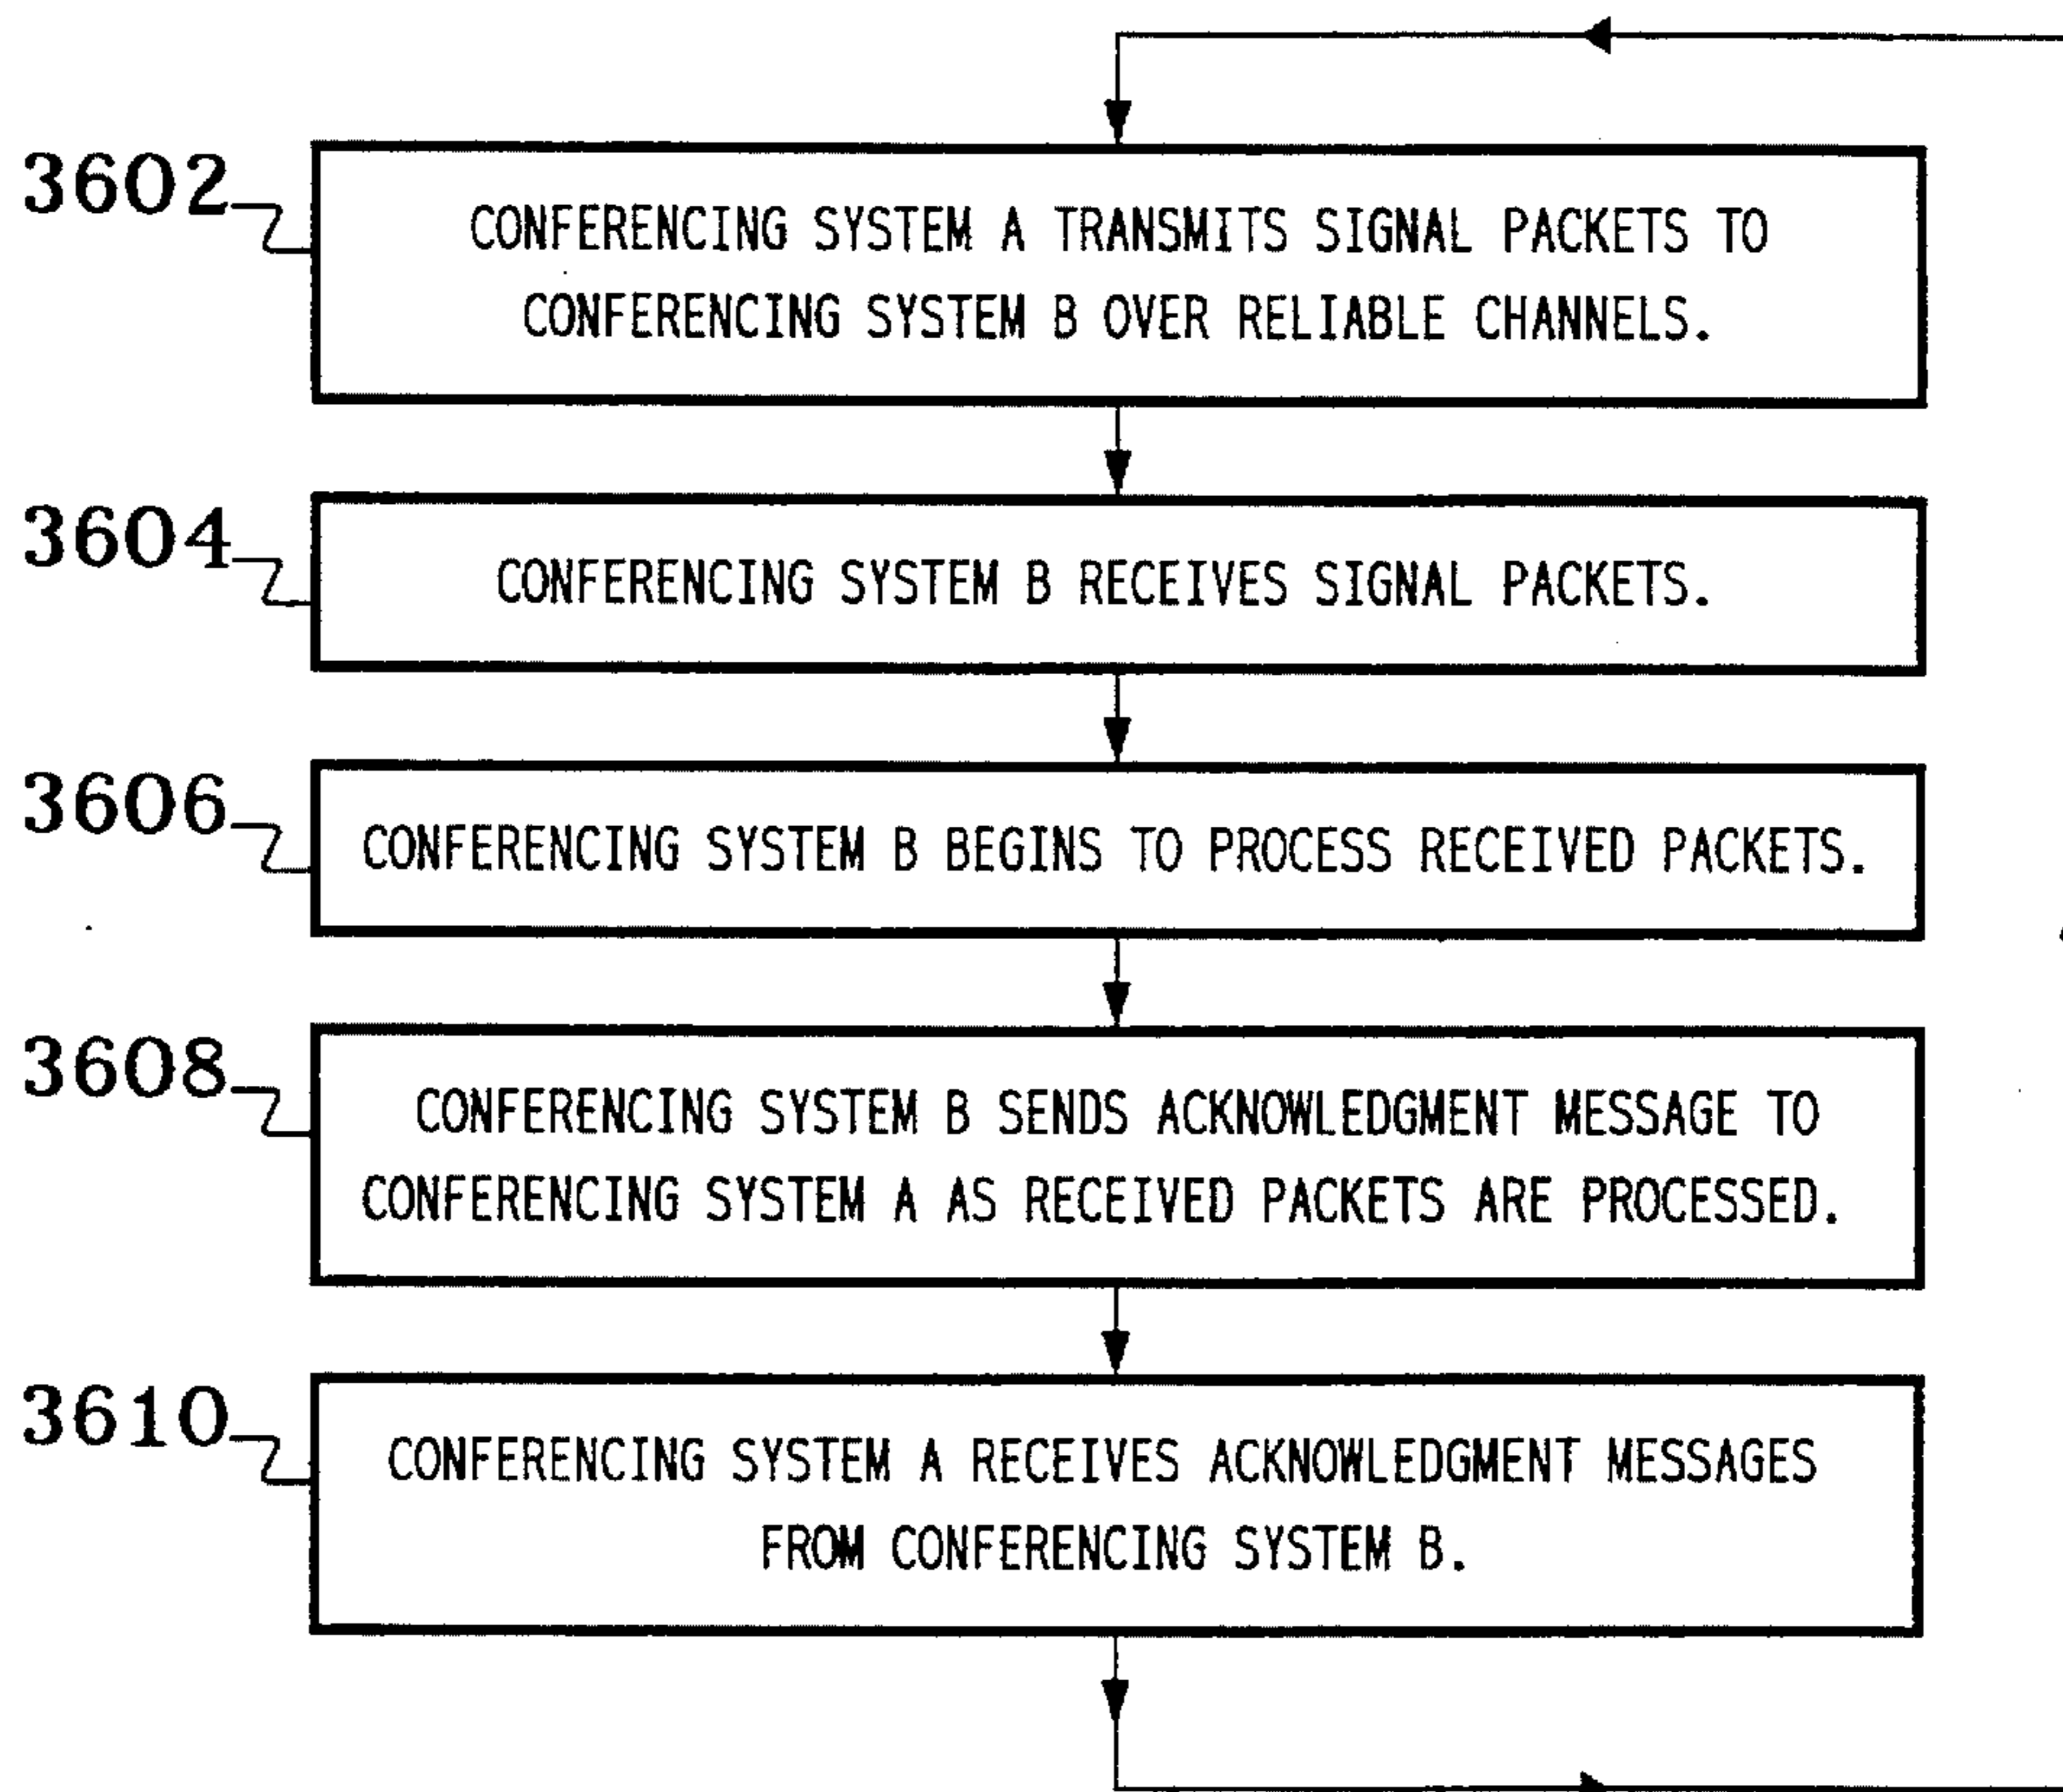 3602
CONFERENCING SYSTEM A TRANSMITS SIGNAL PACKETS TO
CONFERENCING SYSTEM B OVER RELIABLE CHANNELS.
3604
CONFERENCING SYSTEM B RECEIVES SIGNAL PACKETS.
3606
CONFERENCING SYSTEM B BEGINS TO PROCESS RECEIVED PACKETS.
3608
CONFERENCING SYSTEM B SENDS ACKNOWLEDGMENT MESSAGE TO
CONFERENCING SYSTEM A AS RECEIVED PACKETS ARE PROCESSED.
3610
CONFERENCING SYSTEM A RECEIVES ACKNOWLEDGMENT MESSAGES
FROM CONFERENCING SYSTEM B.